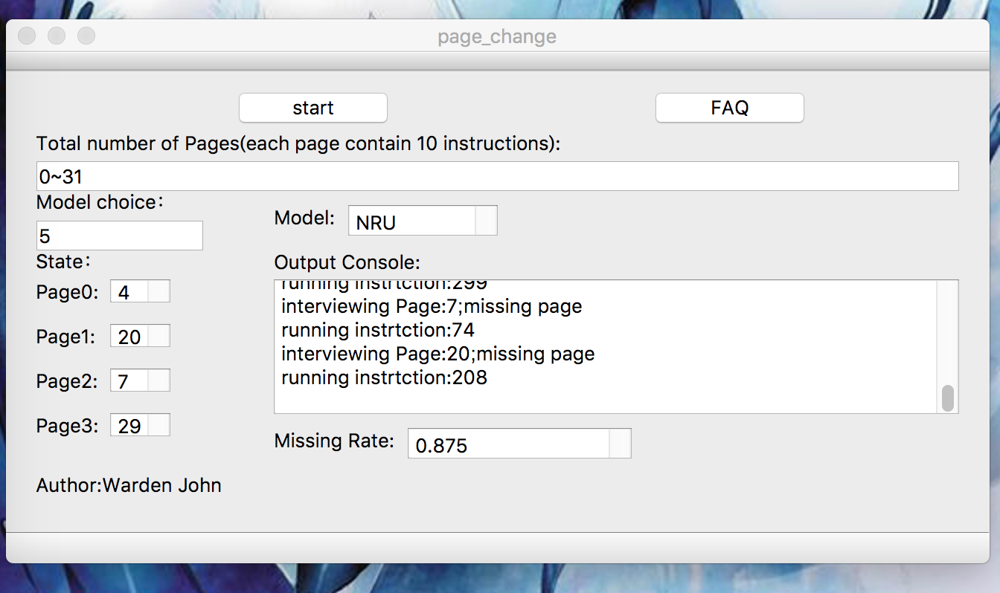 page_change
start
FAQ
Total number of Pages(each page contain 10 instructions):
0~31
Model choice：
5
Model:
NRU
State：
Output Console:
Page0:
4
Page1:
20
Page2:
7
Page3:
29
running instrtction:299
interviewing Page:7;missing page
running instrtction:74
interviewing Page:20;missing page
running instrtction:208
Missing Rate:
0.875
Author:Warden John